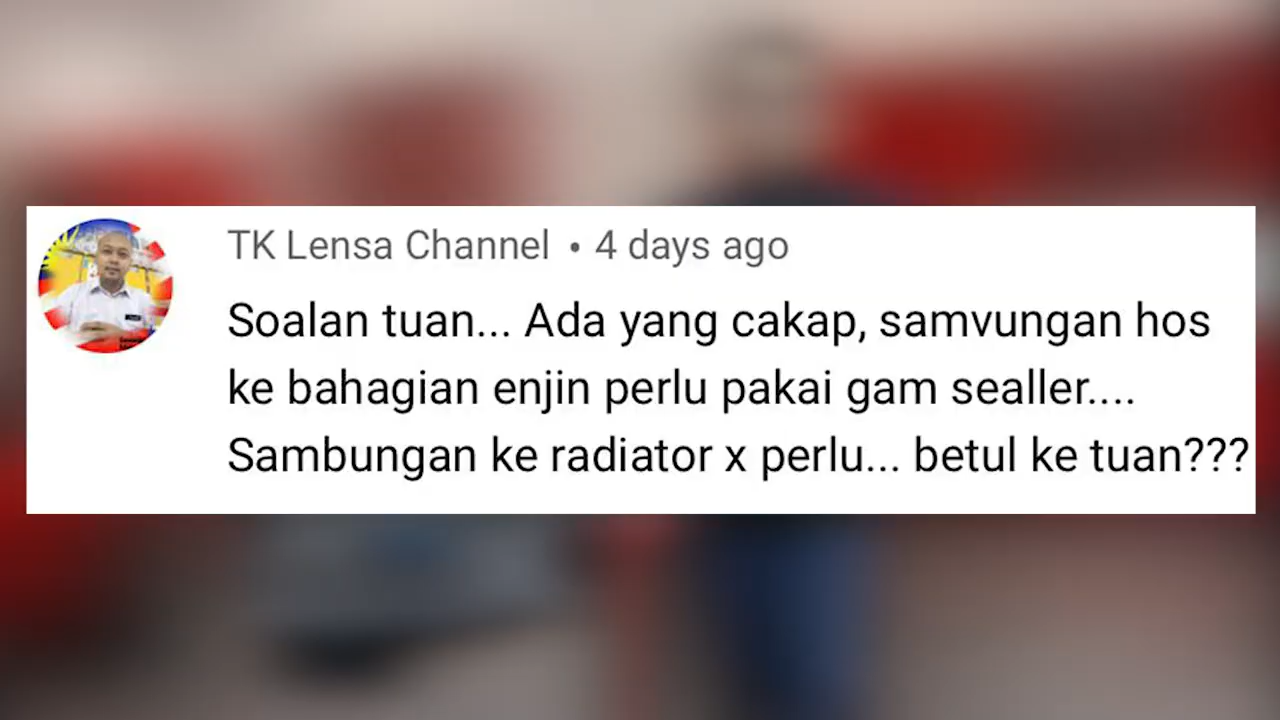 TK Lensa Channel • 4 days ago
Soalan tuan... Ada yang cakap, samvungan hos
ke bahagian enjin perlu pakai gam sealler....
Sambungan ke radiator x perlu... betul ke tuan???